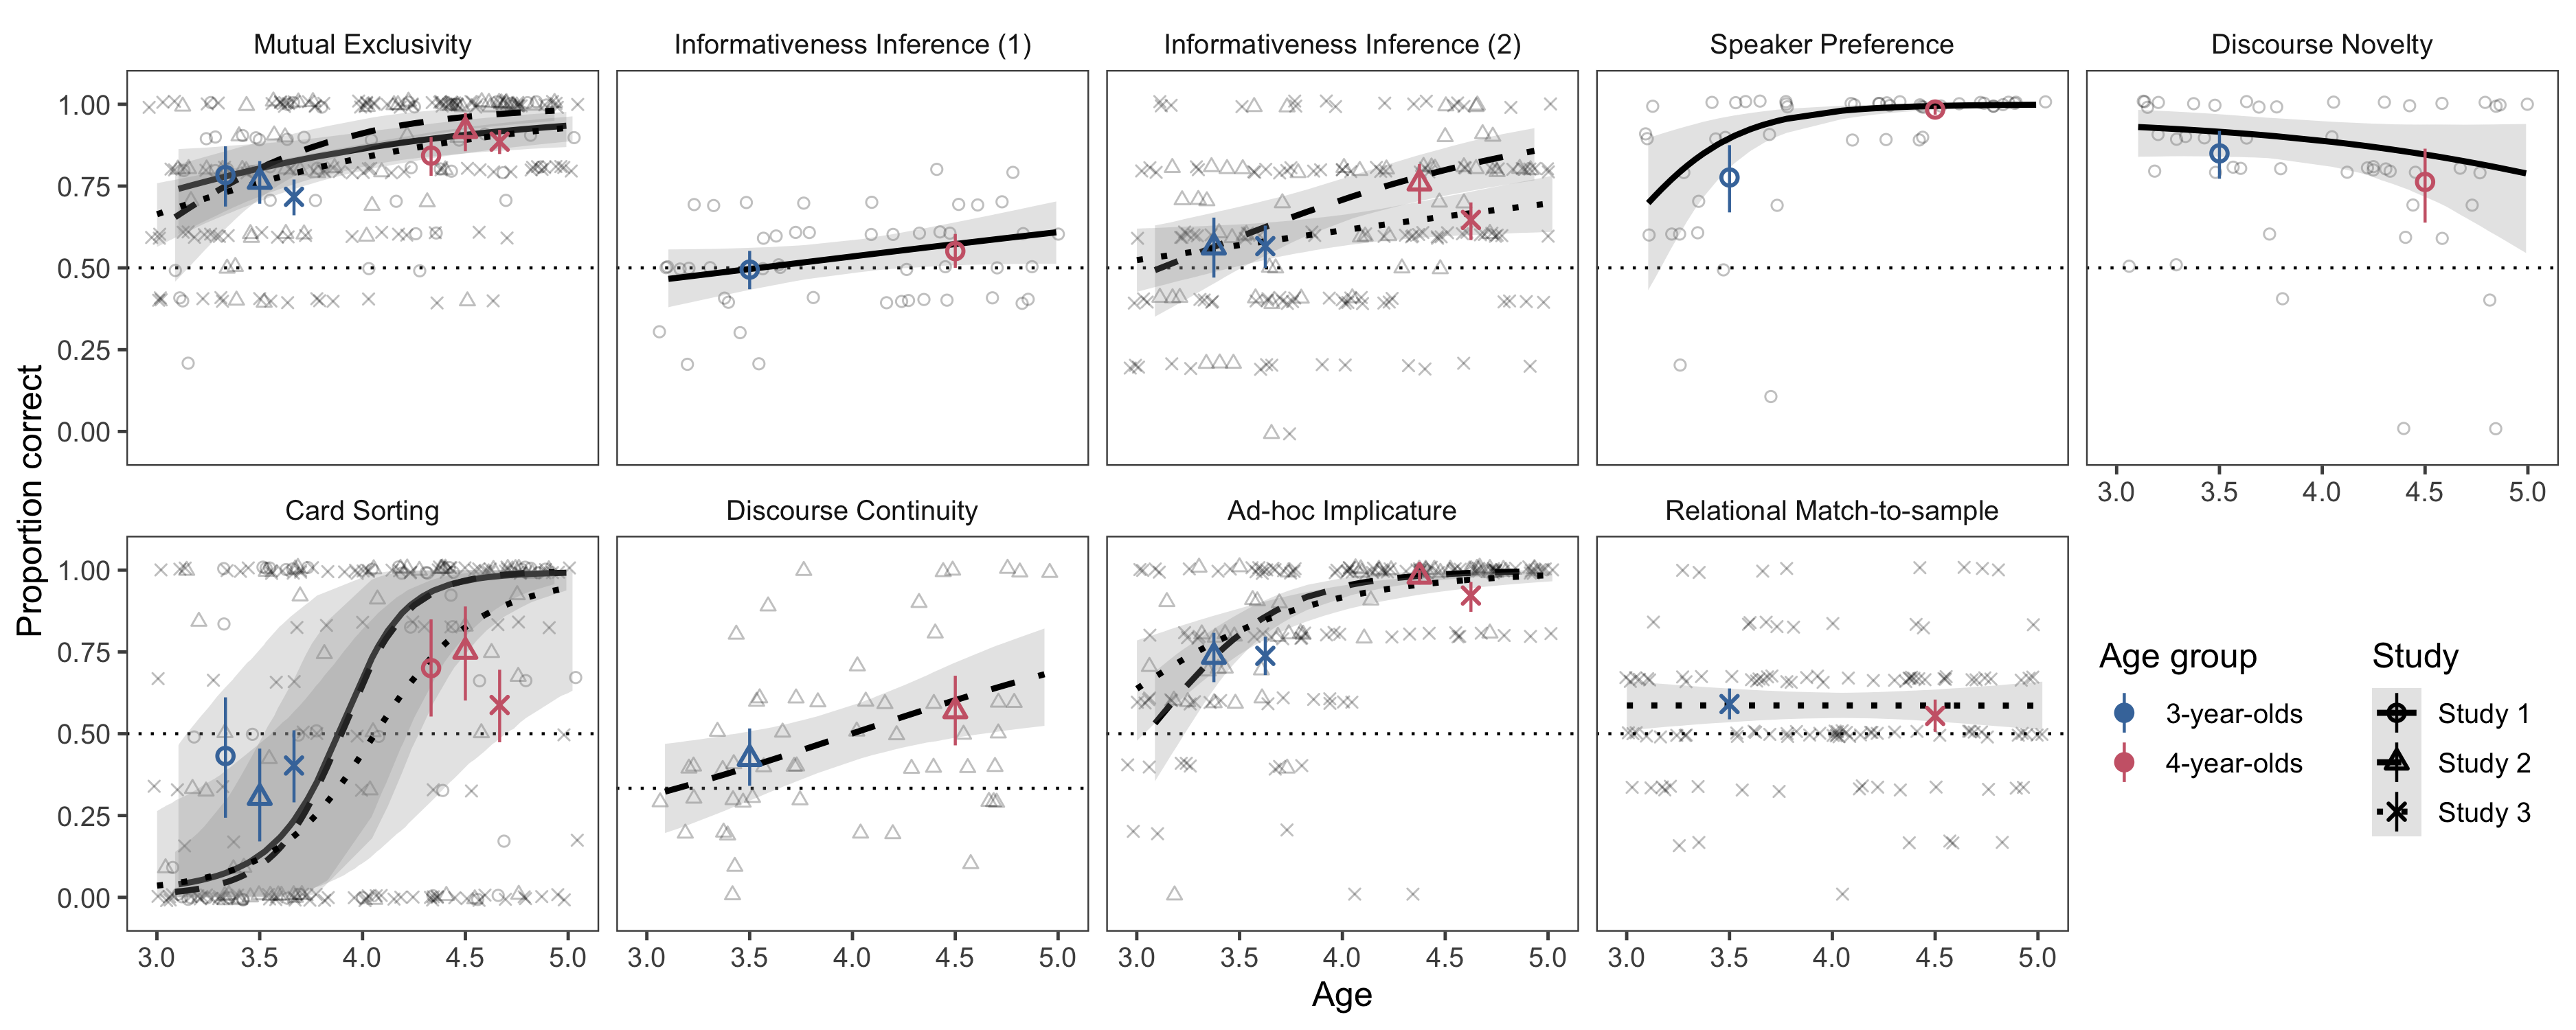 Mutual Exclusivity
Informativeness Inference (1)
Informativeness Inference (2)
Speaker Preference
Discourse Novelty
1.00
0.75
0.50
0.25
0.00
3.0 3.5 4.0 4.5 5.0
Proportion correct
Card Sorting
Discourse Continuity
Ad-hoc Implicature
Relational Match-to-sample
1.00
0.75
0.50
0.25
0.00
3.0 3.5 4.0 4.5 5.0
3.0 3.5 4.0 4.5 5.0
3.0 3.5 4.0 4.5 5.0
3.0 3.5 4.0 4.5 5.0
Age
Age group
3-year-olds
4-year-olds
Study
Study 1
Study 2
Study 3